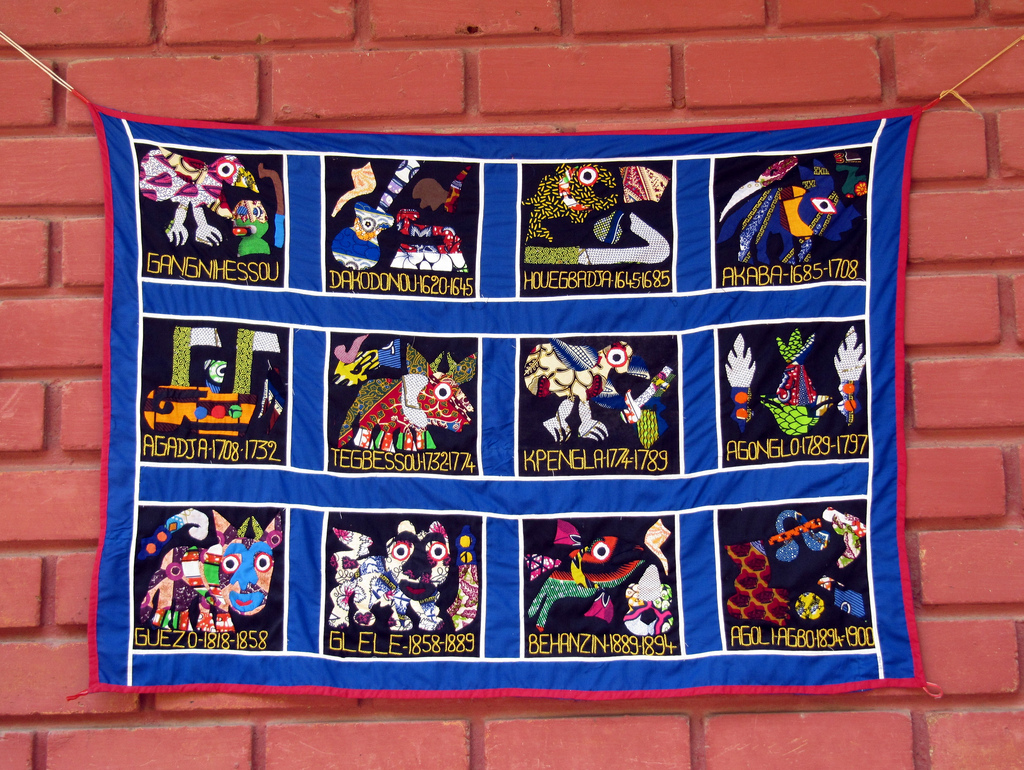 GANGNIHESSOU
DAKODONOU·1620·1645
HOUEGBADJA·1645·1685
AKABA·1685·1708
AGADJA·1708·1732
TEGBESSOU·1732·1774
KPENGLA·1774·1789
AGONGLO·1789·1797
GUEZO·1818·1858
GLELE·1858·1889
BEHANZIN·1889·1894
AGOLI·AGBO·1894·1900